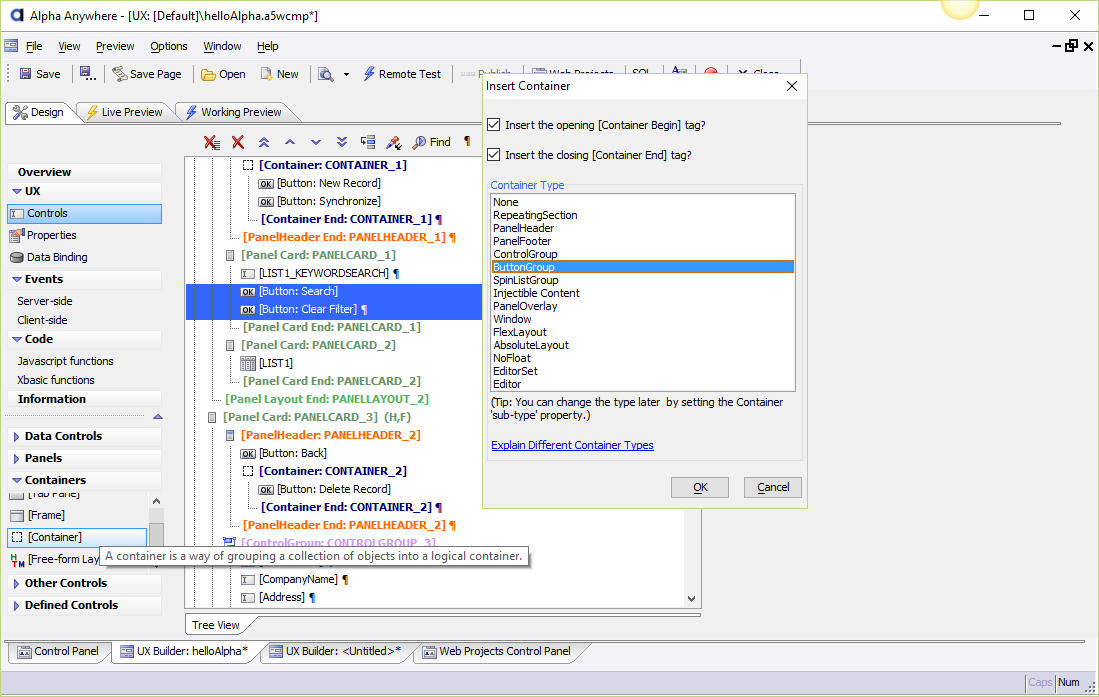 Alpha Anywhere - [UX: [Default]\helloAlpha.a5wcmp*]
File View Preview Options Window Help
Save Save Page Open New Remote Test Publish Web Projects SQL Close
Design Live Preview Working Preview
Find ¶
Overview
UX
Controls
Properties
Data Binding
Events
Server-side
Client-side
Code
Javascript functions
Xbasic functions
Information
Data Controls
Panels
Containers
[Tab Pane]
[Frame]
[Container]
[Free-form Lay
Other Controls
Defined Controls
[Container: CONTAINER_1]
OK [Button: New Record]
OK [Button: Synchronize]
[Container End: CONTAINER_1] ¶
[PanelHeader End: PANELHEADER_1] ¶
[Panel Card: PANELCARD_1]
[LIST1_KEYWORDSEARCH] ¶
OK [Button: Search]
OK [Button: Clear Filter] ¶
[Panel Card End: PANELCARD_1]
[Panel Card: PANELCARD_2]
[LIST1]
[Panel Card End: PANELCARD_2]
[Panel Layout End: PANELLAYOUT_2]
[Panel Card: PANELCARD_3] (H,F)
[PanelHeader: PANELHEADER_2]
OK [Button: Back]
[Container: CONTAINER_2]
OK [Button: Delete Record]
[Container End: CONTAINER_2] ¶
[PanelHeader End: PANELHEADER_2] ¶
[ControlGroup: CONTROLGROUP_3]
A container is a way of grouping a collection of objects into a logical container.
[CompanyName] ¶
[Address] ¶
Tree View
Insert Container
Insert the opening [Container Begin] tag?
Insert the closing [Container End] tag?
Container Type
None
RepeatingSection
PanelHeader
PanelFooter
ControlGroup
ButtonGroup
SpinListGroup
Injectible Content
PanelOverlay
Window
FlexLayout
AbsoluteLayout
NoFloat
EditorSet
Editor
(Tip: You can change the type later by setting the Container
'sub-type' property.)
Explain Different Container Types
OK Cancel
Control Panel UX Builder: helloAlpha* UX Builder: <Untitled>* Web Projects Control Panel
Caps Num